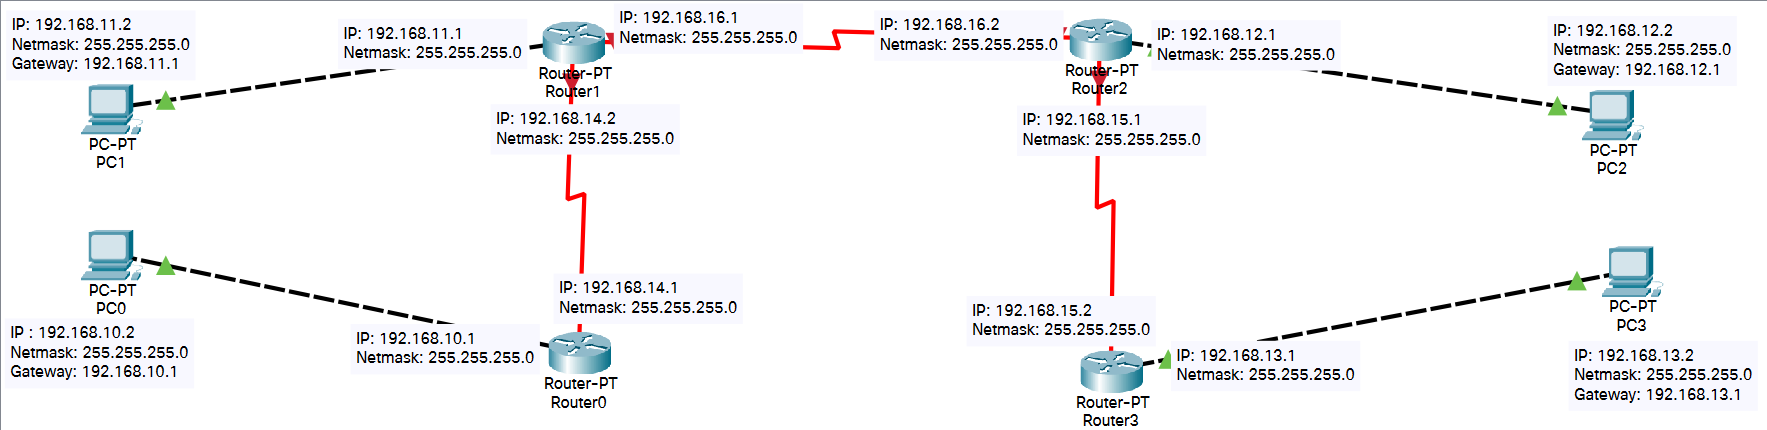 IP: 192.168.11.2
Netmask: 255.255.255.0
Gateway: 192.168.11.1
PC-PT
PC1
IP: 192.168.11.1
Netmask: 255.255.255.0
Router-PT
Router1
IP: 192.168.16.1
Netmask: 255.255.255.0
IP: 192.168.14.2
Netmask: 255.255.255.0
IP: 192.168.16.2
Netmask: 255.255.255.0
Router-PT
Router2
IP: 192.168.12.1
Netmask: 255.255.255.0
IP: 192.168.15.1
Netmask: 255.255.255.0
IP: 192.168.12.2
Netmask: 255.255.255.0
Gateway: 192.168.12.1
PC-PT
PC2
PC-PT
PC0
IP : 192.168.10.2
Netmask: 255.255.255.0
Gateway: 192.168.10.1
IP: 192.168.10.1
Netmask: 255.255.255.0
IP: 192.168.14.1
Netmask: 255.255.255.0
Router-PT
Router0
IP: 192.168.15.2
Netmask: 255.255.255.0
Router-PT
Router3
IP: 192.168.13.1
Netmask: 255.255.255.0
PC-PT
PC3
IP: 192.168.13.2
Netmask: 255.255.255.0
Gateway: 192.168.13.1